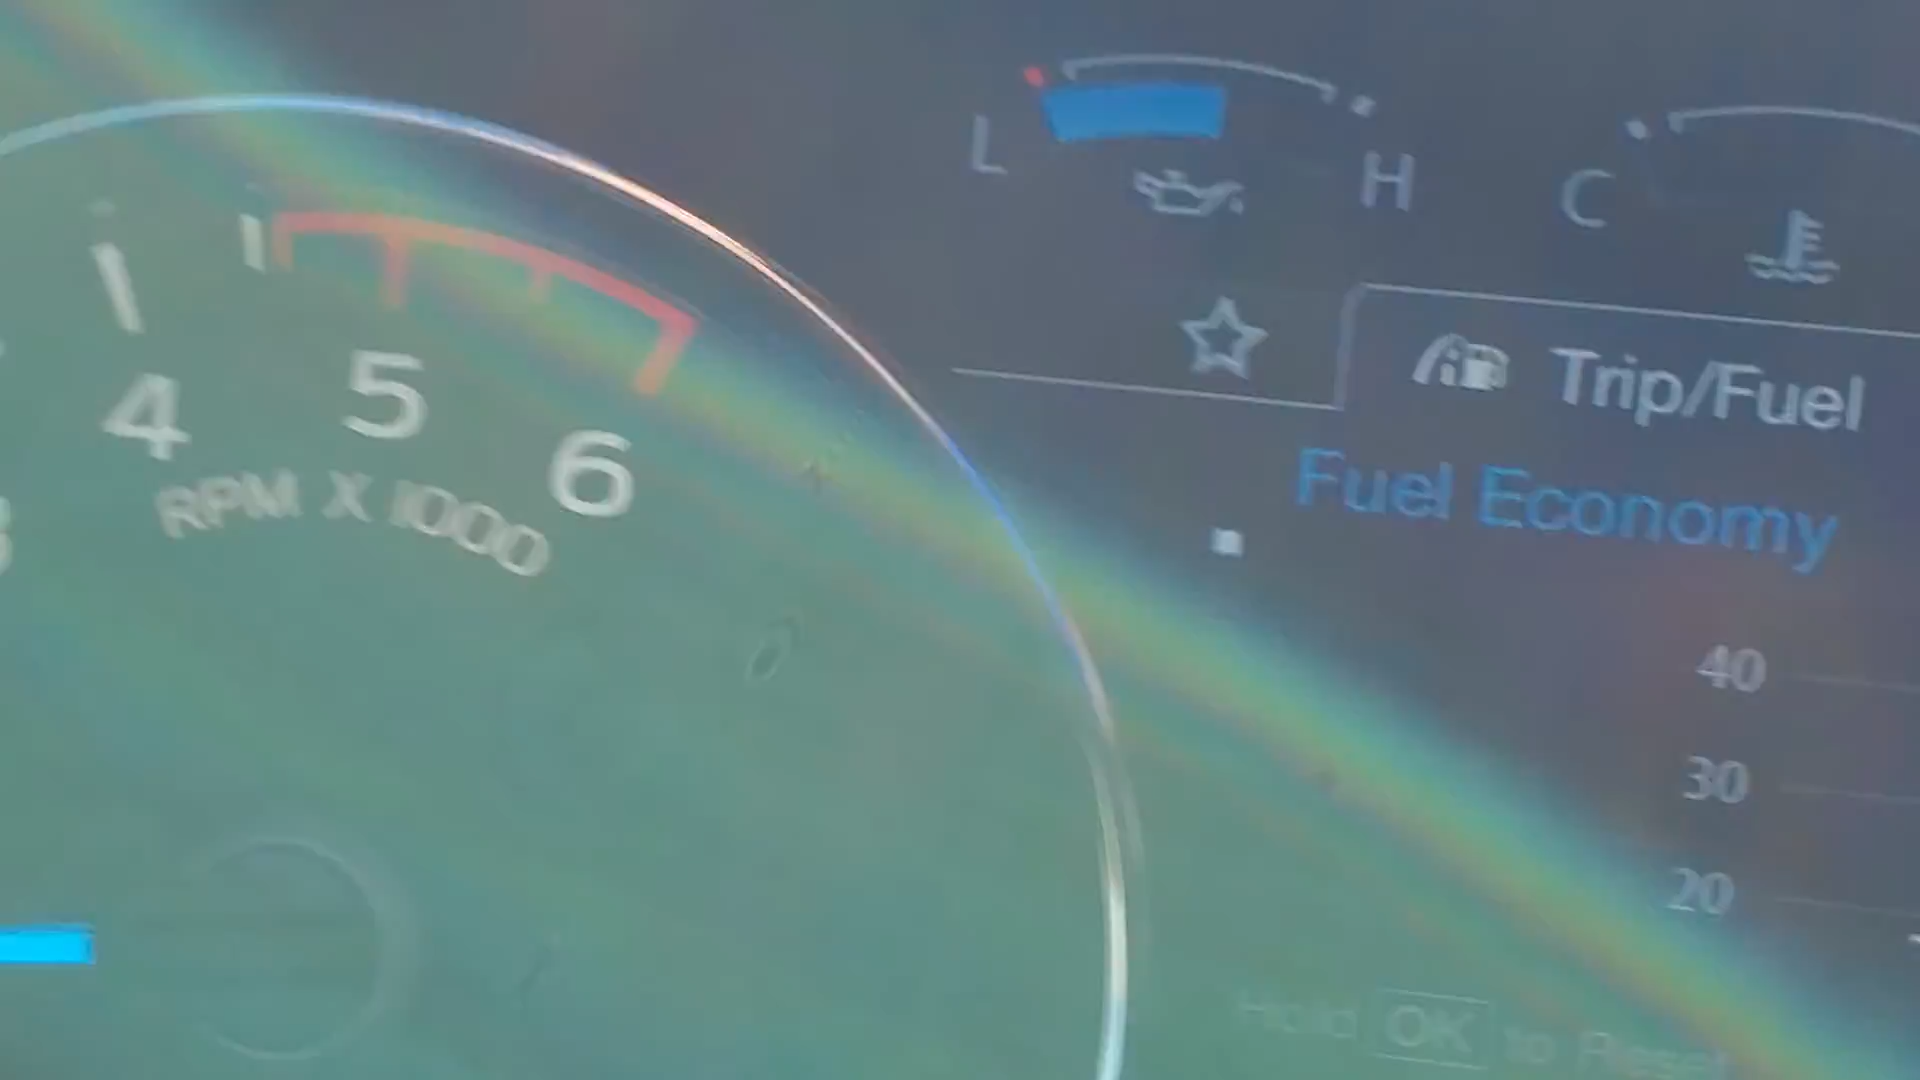 L H C
Trip/Fuel
Fuel Economy
4 5 6
RPM X 1000
40
30
20
Hold OK to Reset